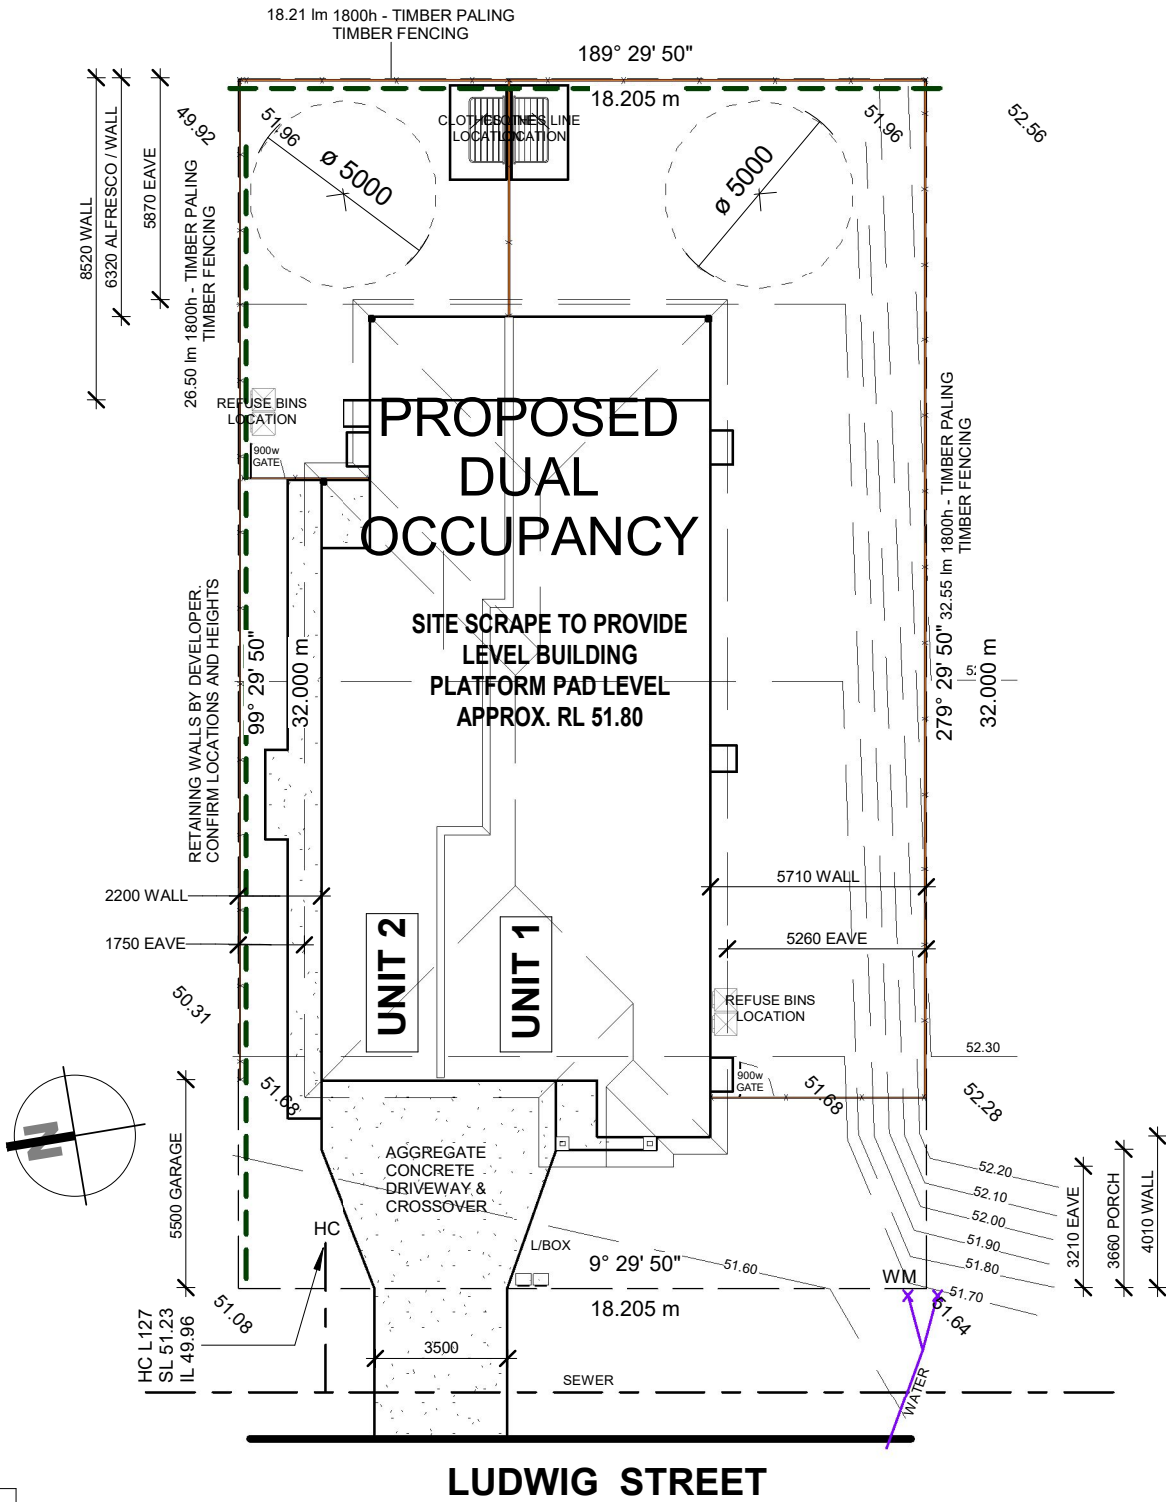 18.21 lm 1800h - TIMBER PALING
TIMBER FENCING
189° 29' 50"
18.205 m
49.92
51.96
51.96
52.56
CLOTHES LINE
LOCATION
CLOTHES LINE
LOCATION
ø 5000
ø 5000
8520 WALL
6320 ALFRESCO / WALL
5870 EAVE
26.50 lm 1800h - TIMBER PALING
TIMBER FENCING
REFUSE BINS
LOCATION
900w
GATE
PROPOSED
DUAL
OCCUPANCY
32.55 lm 1800h - TIMBER PALING
TIMBER FENCING
SITE SCRAPE TO PROVIDE
LEVEL BUILDING
PLATFORM PAD LEVEL
APPROX. RL 51.80
RETAINING WALLS BY DEVELOPER.
CONFIRM LOCATIONS AND HEIGHTS
99° 29' 50"
32.000 m
279° 29' 50"
32.000 m
2200 WALL
1750 EAVE
5710 WALL
5260 EAVE
UNIT 2
UNIT 1
50.31
REFUSE BINS
LOCATION
52.30
900w
GATE
51.68
51.68
52.28
N
5500 GARAGE
AGGREGATE
CONCRETE
DRIVEWAY &
CROSSOVER
HC
L/BOX
9° 29' 50"
18.205 m
51.60
52.20
52.10
52.00
51.90
51.80
51.70
3210 EAVE
3660 PORCH
4010 WALL
WM
51.64
51.08
HC L127
SL 51.23
IL 49.96
3500
SEWER
WATER
LUDWIG STREET